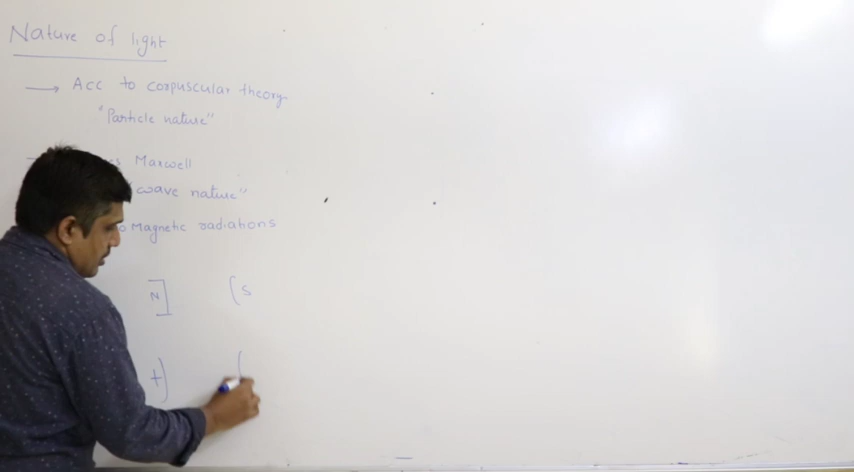 Nature of light
→ Acc to corpuscular theory
"Particle nature"
Maxwell
wave nature"
Magnetic radiations
N] (S
+) (